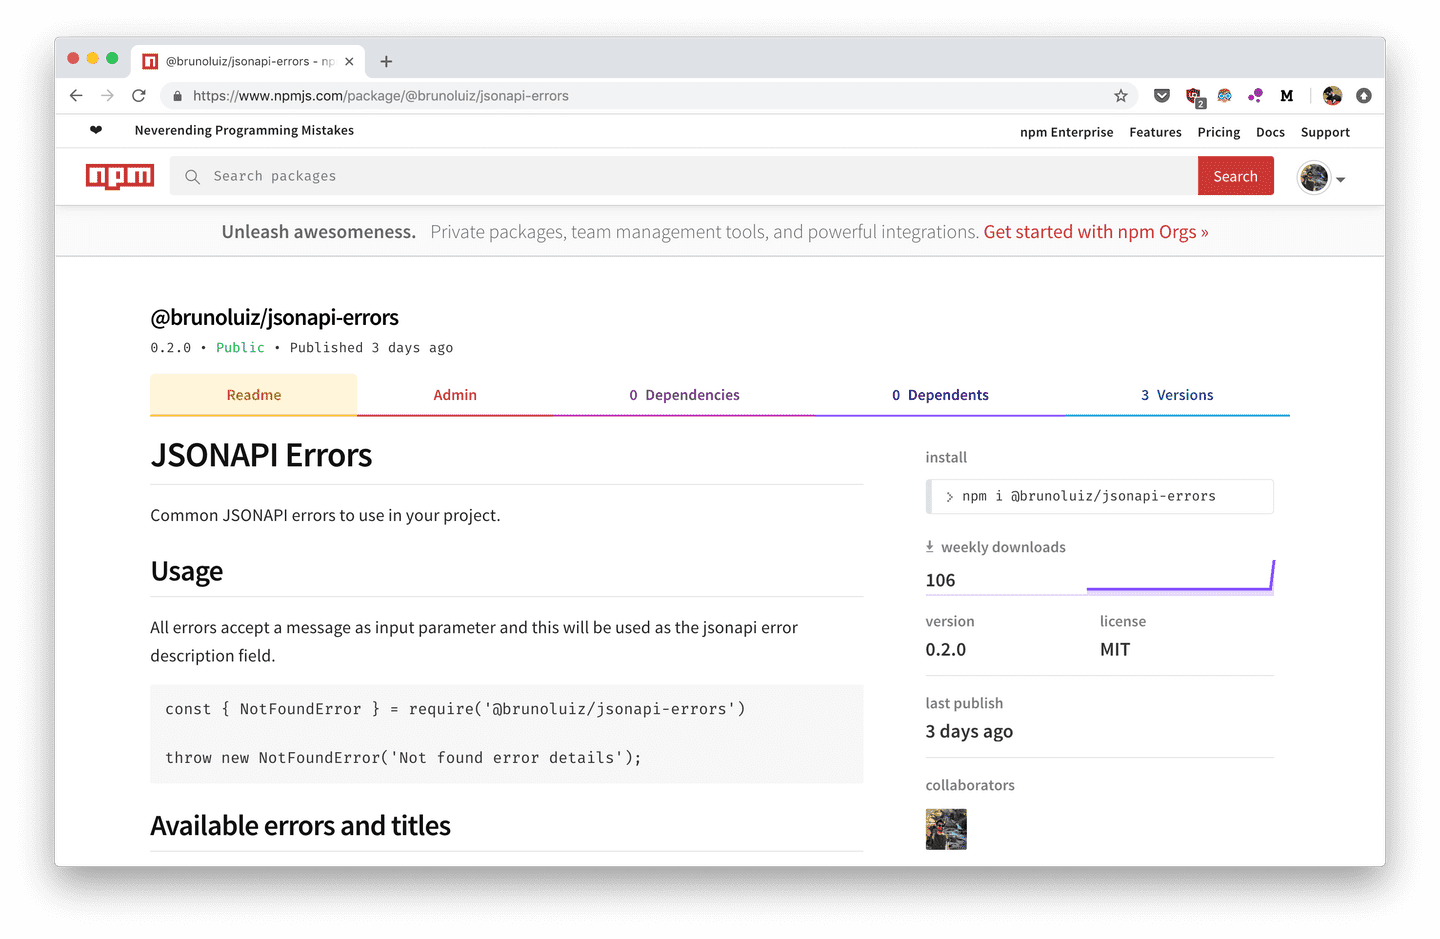 @brunoluiz/jsonapi-errors - np
https://www.npmjs.com/package/@brunoluiz/jsonapi-errors
2
M
❤ Neverending Programming Mistakes
npm Enterprise Features Pricing Docs Support
npm
Search packages
Search
Unleash awesomeness. Private packages, team management tools, and powerful integrations. Get started with npm Orgs »
@brunoluiz/jsonapi-errors
0.2.0 • Public • Published 3 days ago
Readme
Admin
0 Dependencies
0 Dependents
3 Versions
JSONAPI Errors
Common JSONAPI errors to use in your project.
Usage
All errors accept a message as input parameter and this will be used as the jsonapi error
description field.
const { NotFoundError } = require('@brunoluiz/jsonapi-errors')
throw new NotFoundError('Not found error details');
Available errors and titles
install
> npm i @brunoluiz/jsonapi-errors
weekly downloads
106
version
0.2.0
license
MIT
last publish
3 days ago
collaborators